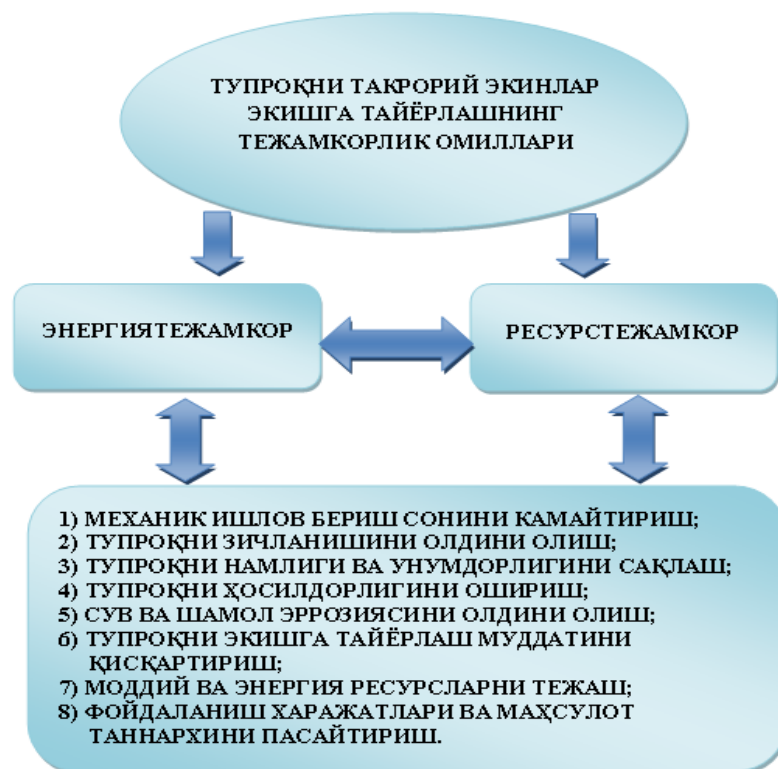 ТУПРОҚНИ ТАКРОРИЙ ЭКИНЛАР
ЭКИШГА ТАЙЁРЛАШНИНГ
ТЕЖАМКОРЛИК ОМИЛЛАРИ
ЭНЕРГИЯТЕЖАМКОР
РЕСУРСТЕЖАМКОР
1) МЕХАНИК ИШЛОВ БЕРИШ СОНИНИ КАМАЙТИРИШ;
2) ТУПРОҚНИ ЗИЧЛАНИШИНИ ОЛДИНИ ОЛИШ;
3) ТУПРОҚНИ НАМЛИГИ ВА УНУМДОРЛИГИНИ САҚЛАШ;
4) ТУПРОҚНИ ҲОСИЛДОРЛИГИНИ ОШИРИШ;
5) СУВ ВА ШАМОЛ ЭРРОЗИЯСИНИ ОЛДИНИ ОЛИШ;
6) ТУПРОҚНИ ЭКИШГА ТАЙЁРЛАШ МУДДАТИНИ
ҚИСҚАРТИРИШ;
7) МОДДИЙ ВА ЭНЕРГИЯ РЕСУРСЛАРНИ ТЕЖАШ;
8) ФОЙДАЛАНИШ ХАРАЖАТЛАРИ ВА МАҲСУЛОТ
ТАННАРХИНИ ПАСАЙТИРИШ.